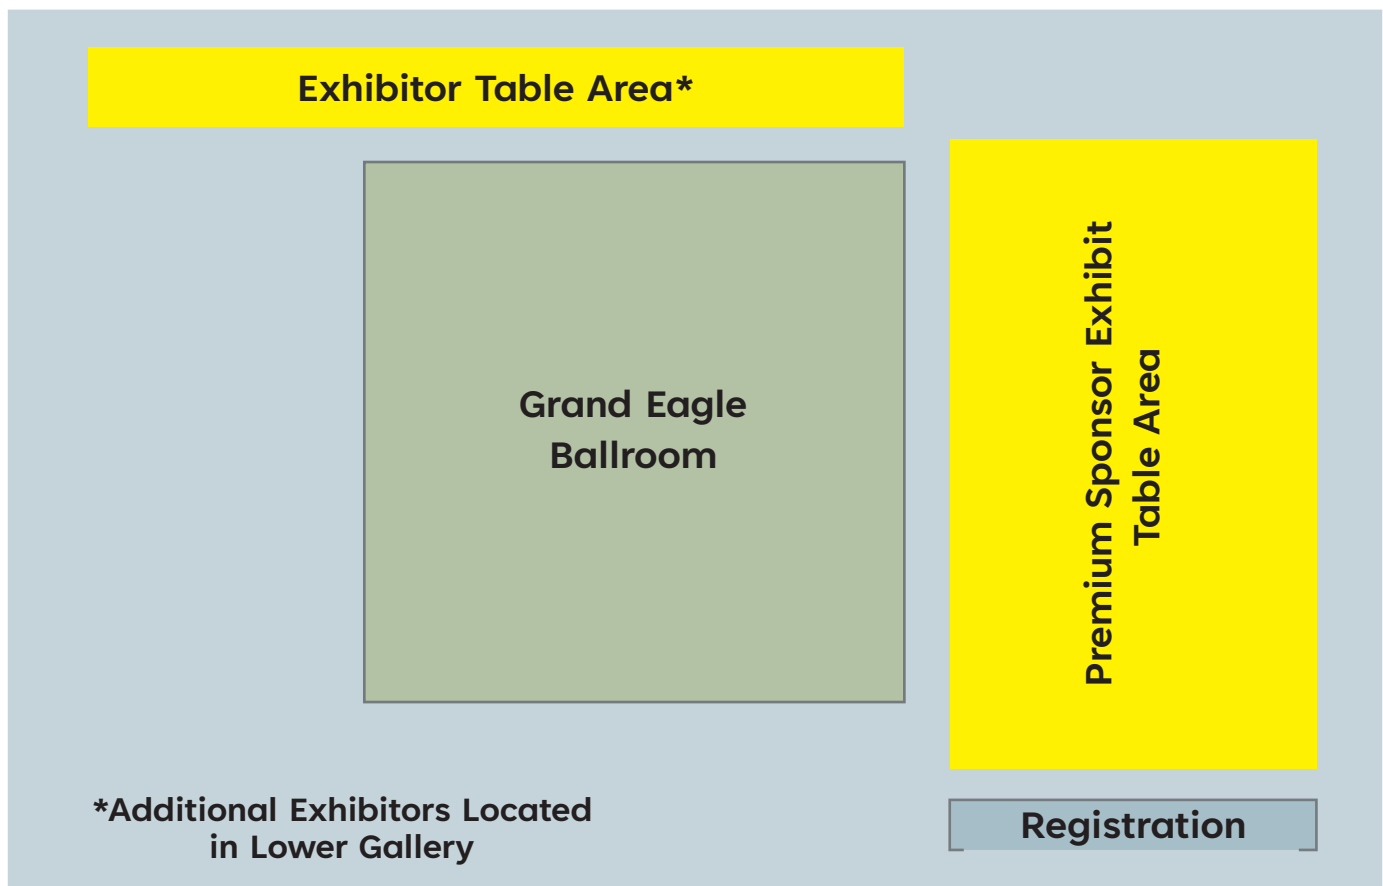 Exhibitor Table Area*
Grand Eagle
Ballroom
Premium Sponsor Exhibit
Table Area
*Additional Exhibitors Located
in Lower Gallery
Registration